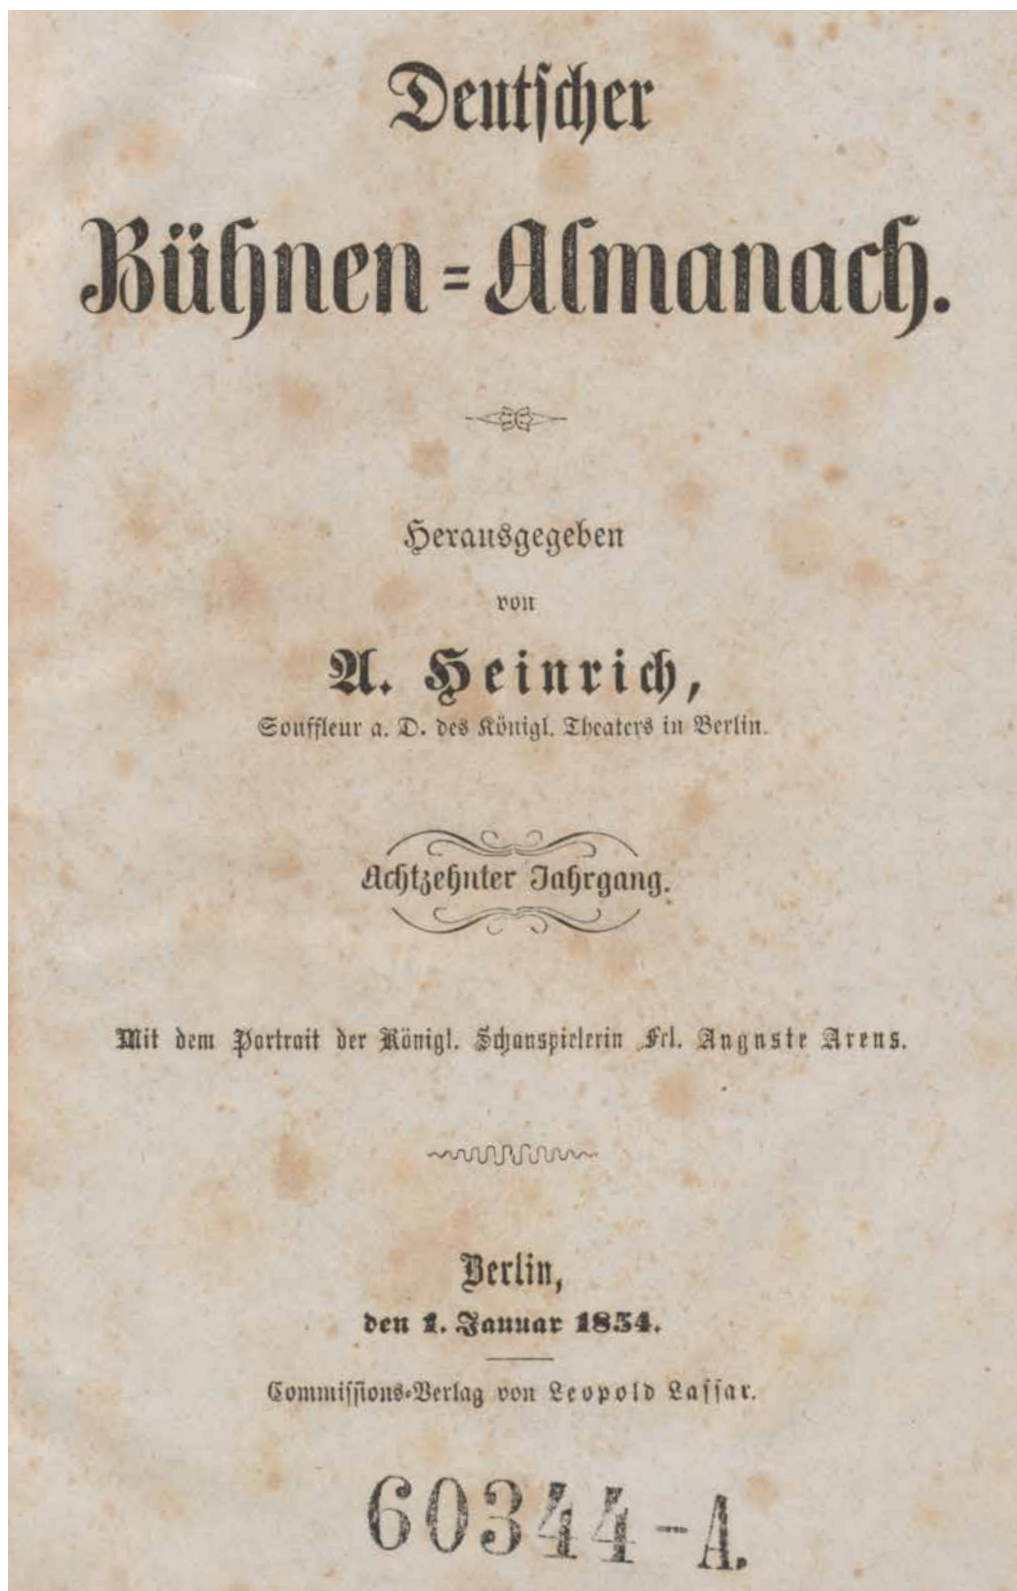 Deutscher
Bühnen-Almanach.
Herausgegeben
von
A. Heinrich,
Souffleur a. D. des Königl. Theaters in Berlin.
Achtzehnter Jahrgang.
Mit dem Portrait der Königl. Schauspielerin Frl. Auguste Arens.
Berlin,
den 1. Januar 1854.
Commissions-Verlag von Leopold Lassar.
60344-A.